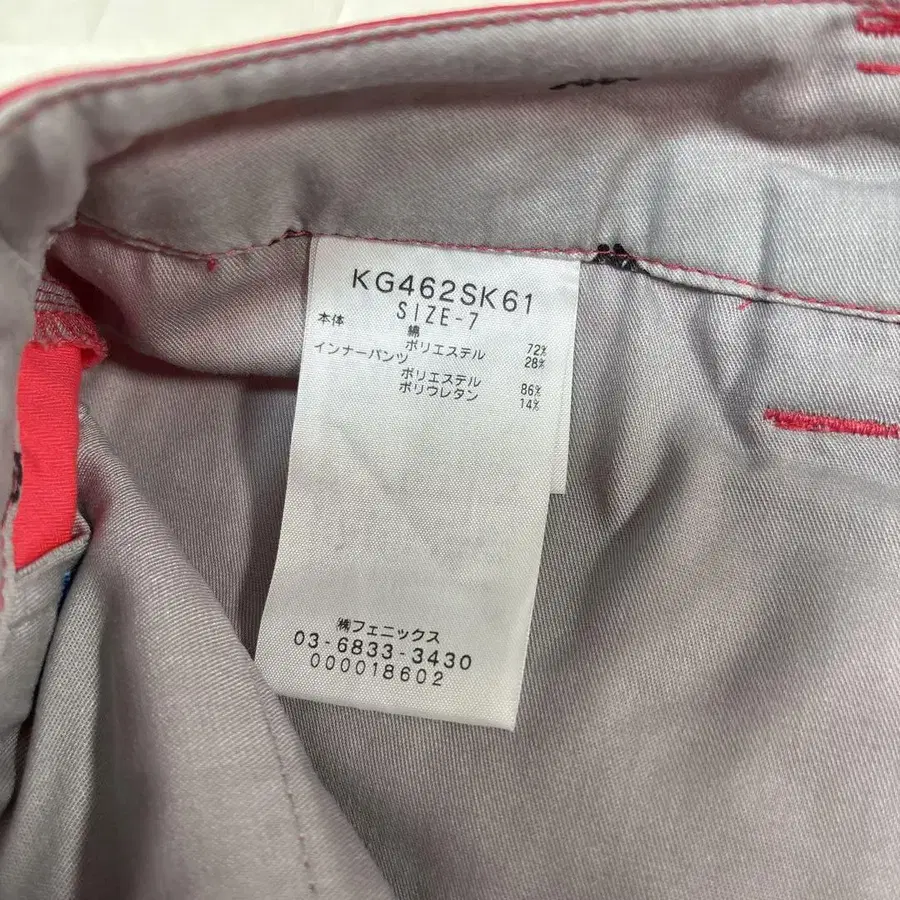 KG462SK61
SIZE-7
本体 綿 72%
ポリエステル 28%
インナーパンツ
ポリエステル 86%
ポリウレタン 14%
㈱フェニックス
03-6833-3430
000018602